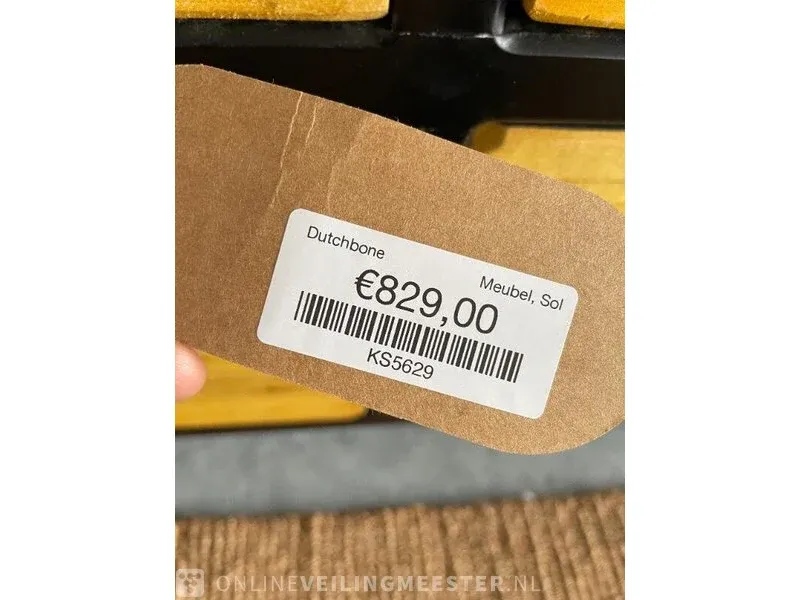 Dutchbone
Meubel, Sol
€829,00
KS5629
ONLINEVEILINGMEESTER.NL